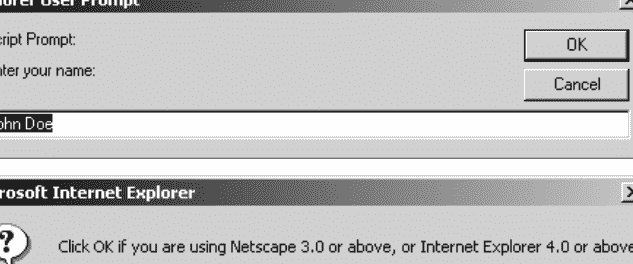 plorer User Prompt
cript Prompt:
OK
nter your name:
Cancel
ohn Doe
rosoft Internet Explorer
Click OK if you are using Netscape 3.0 or above, or Internet Explorer 4.0 or above